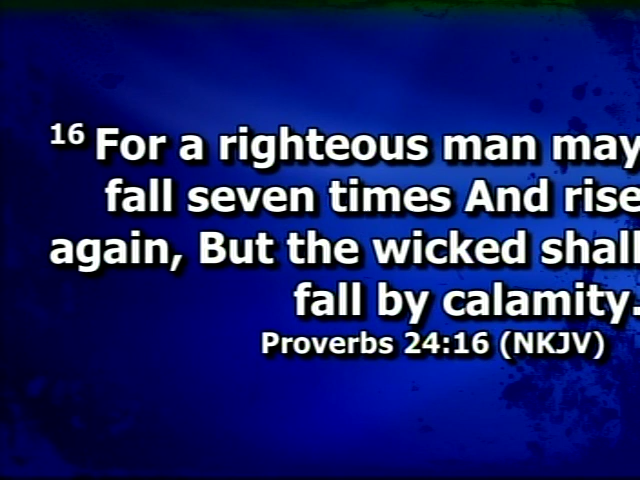 16 For a righteous man may
fall seven times And rise
again, But the wicked shall
fall by calamity.
Proverbs 24:16 (NKJV)